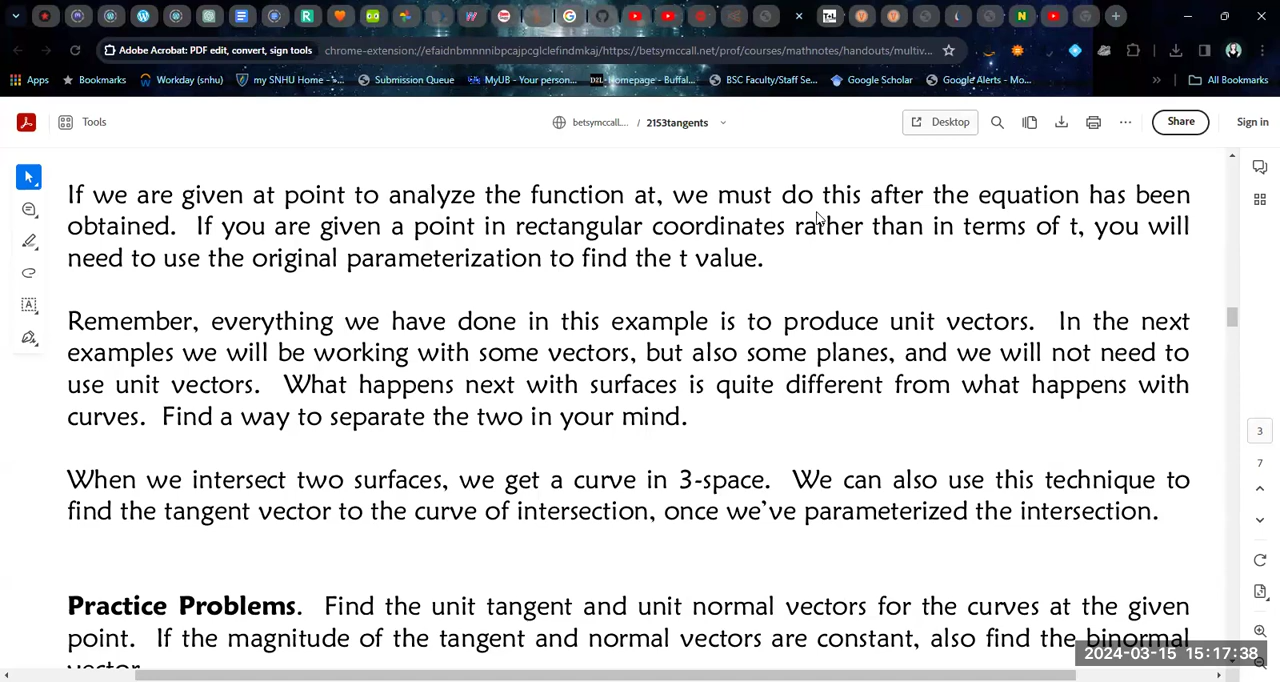 Adobe Acrobat: PDF edit, convert, sign tools
chrome-extension://efaidnbmnnnibpcajpcglclefindmkaj/https://betsymccall.net/prof/courses/mathnotes/handouts/multiv...
Apps
Bookmarks
Workday (snhu)
my SNHU Home -...
Submission Queue
MyUB - Your person...
D2L Homepage - Buffal...
BSC Faculty/Staff Se...
Google Scholar
Google Alerts - Mo...
All Bookmarks
Tools
betsymccall.... / 2153tangents
Desktop
Share
Sign in
If we are given at point to analyze the function at, we must do this after the equation has been
obtained. If you are given a point in rectangular coordinates rather than in terms of t, you will
need to use the original parameterization to find the t value.
Remember, everything we have done in this example is to produce unit vectors. In the next
examples we will be working with some vectors, but also some planes, and we will not need to
use unit vectors. What happens next with surfaces is quite different from what happens with
curves. Find a way to separate the two in your mind.
When we intersect two surfaces, we get a curve in 3-space. We can also use this technique to
find the tangent vector to the curve of intersection, once we've parameterized the intersection.
Practice Problems. Find the unit tangent and unit normal vectors for the curves at the given
point. If the magnitude of the tangent and normal vectors are constant, also find the binormal
vector.
3
7
2024-03-15 15:17:38